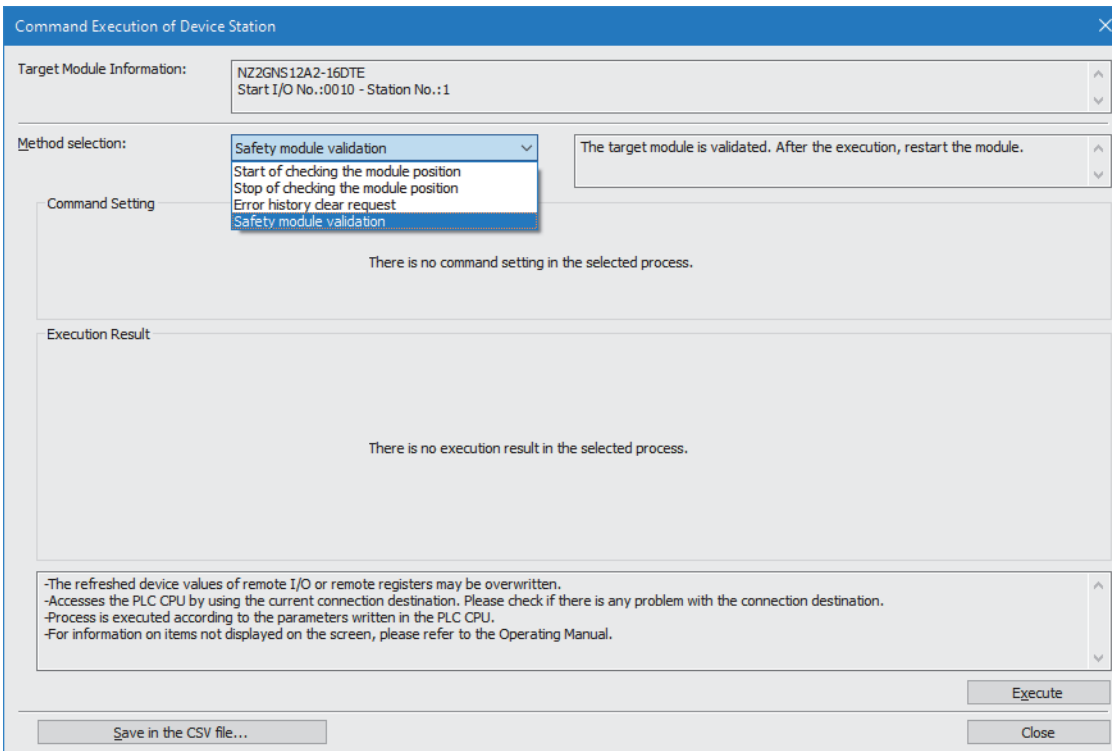 Command Execution of Device Station
Target Module Information:
NZ2GNS12A2-16DTE
Start I/O No.:0010 - Station No.:1
Method selection:
Safety module validation
The target module is validated. After the execution, restart the module.
Start of checking the module position
Stop of checking the module position
Error history clear request
Safety module validation
Command Setting
There is no command setting in the selected process.
Execution Result
There is no execution result in the selected process.
-The refreshed device values of remote I/O or remote registers may be overwritten.
-Accesses the PLC CPU by using the current connection destination. Please check if there is any problem with the connection destination.
-Process is executed according to the parameters written in the PLC CPU.
-For information on items not displayed on the screen, please refer to the Operating Manual.
Execute
Save in the CSV file...
Close